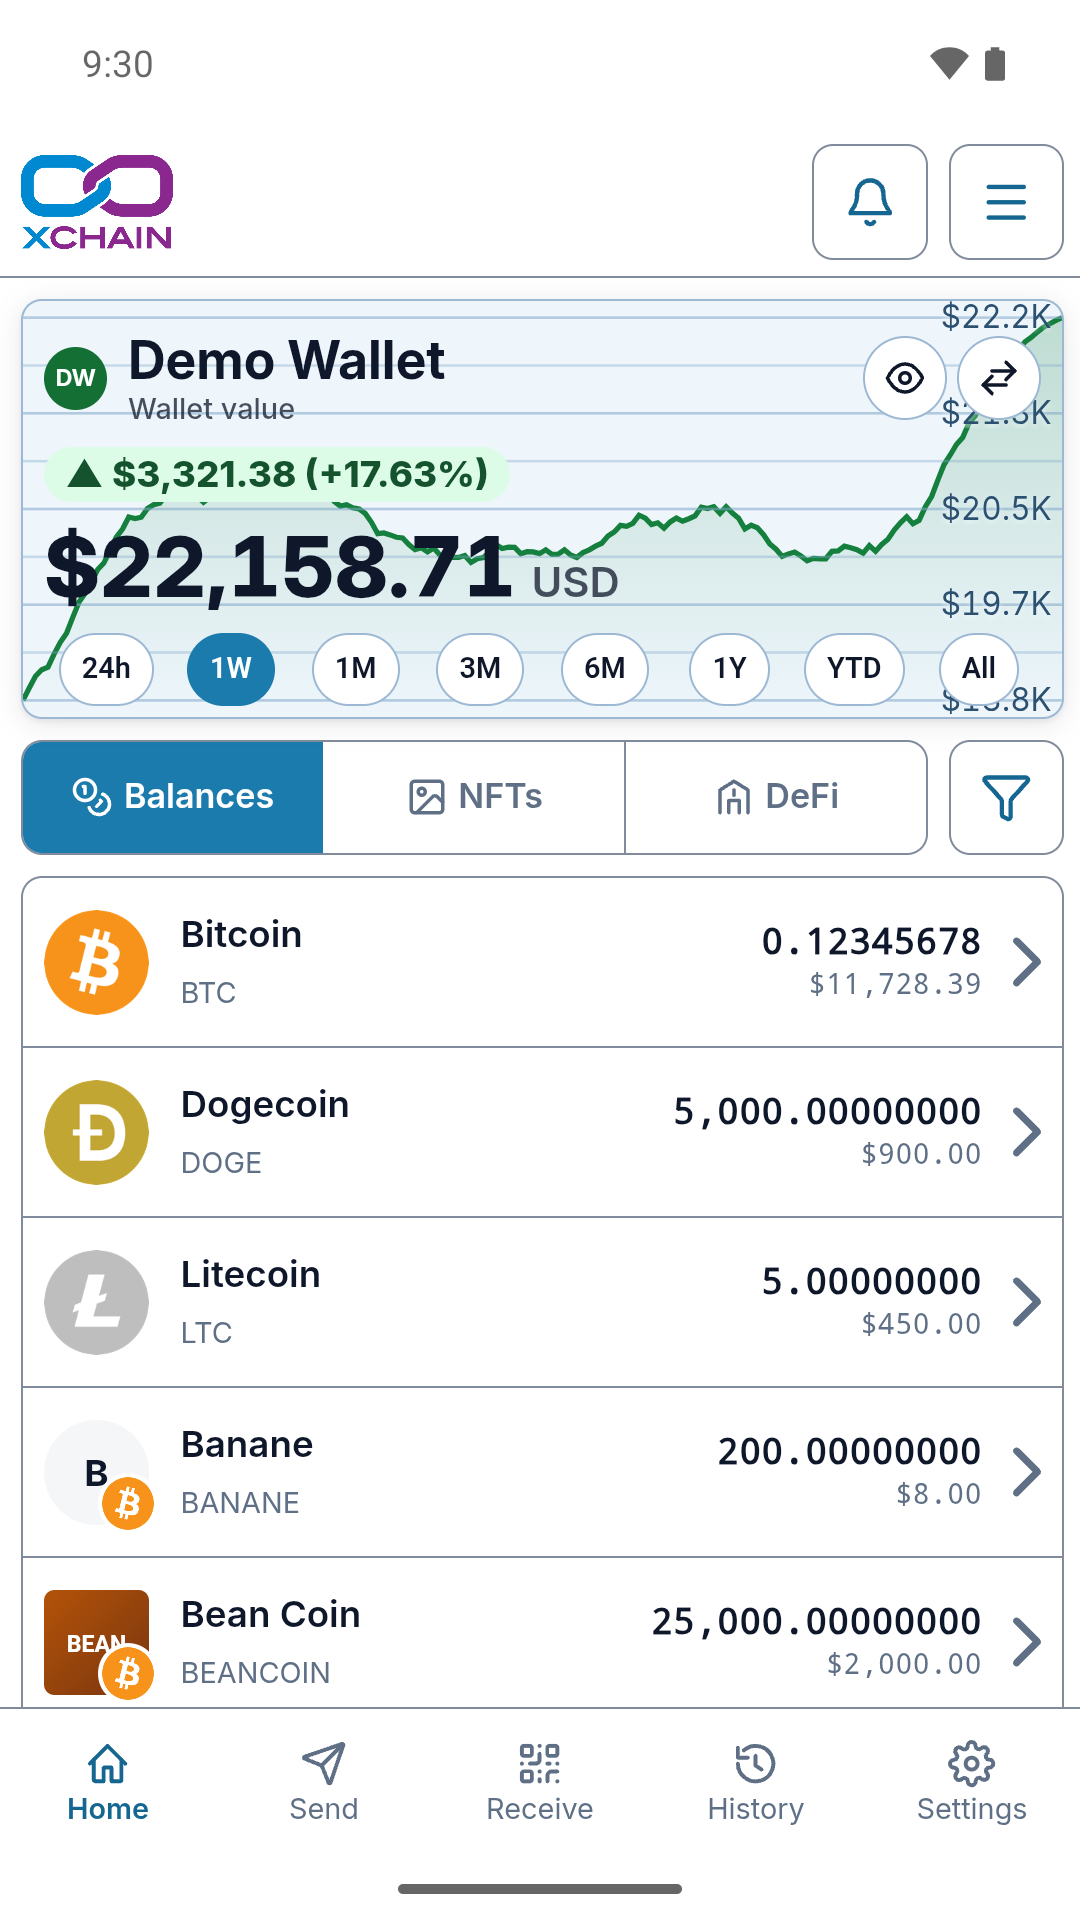 9:30
XCHAIN
$22.2K
DW
Demo Wallet
Wallet value
$3,321.38 (+17.63%)
$20.5K
$22,158.71 USD
$19.7K
24h
1W
1M
3M
6M
1Y
YTD
All
Balances
NFTs
DeFi
Bitcoin
0.12345678
BTC
$11,728.39
Dogecoin
5,000.00000000
DOGE
$900.00
Litecoin
5.00000000
LTC
$450.00
B
Banane
200.00000000
BANANE
$8.00
BEAN
Bean Coin
25,000.00000000
BEANCOIN
$2,000.00
Home
Send
Receive
History
Settings